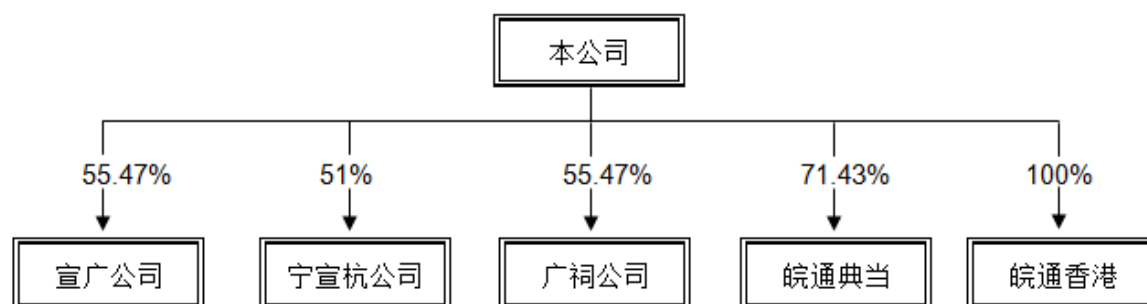 本公司
55.47%
51%
55.47%
71.43%
100%
宣广公司
宁宣杭公司
广祠公司
皖通典当
皖通香港